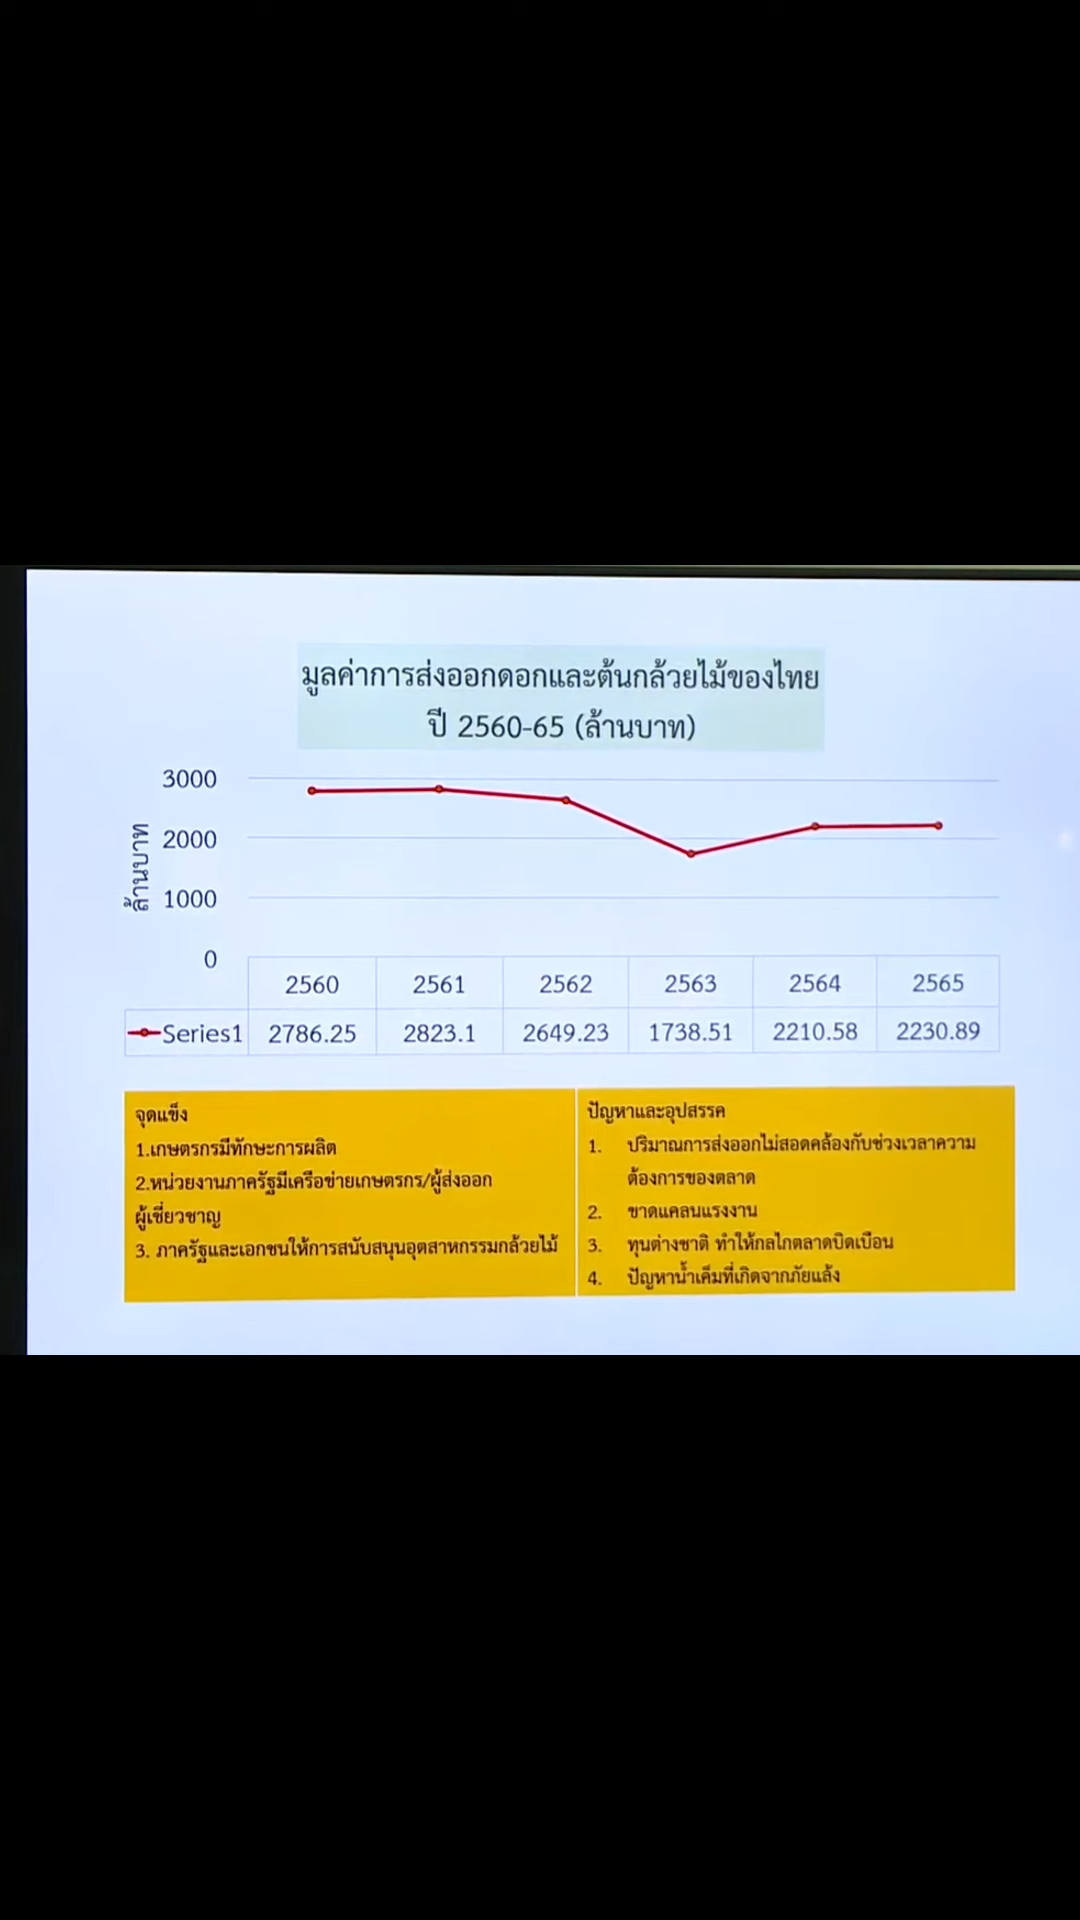 มูลค่าการส่งออกดอกและต้นกล้วยไม้ของไทย
ปี 2560-65 (ล้านบาท)
3000
2000
1000
0
ล้านบาท
2560 2561 2562 2563 2564 2565
Series1 2786.25 2823.1 2649.23 1738.51 2210.58 2230.89
จุดแข็ง
1.เกษตรกรมีทักษะการผลิต
2.หน่วยงานภาครัฐมีเครือข่ายเกษตรกร/ผู้ส่งออก
ผู้เชี่ยวชาญ
3. ภาครัฐและเอกชนให้การสนับสนุนอุตสาหกรรมกล้วยไม้
ปัญหาและอุปสรรค
1. ปริมาณการส่งออกไม่สอดคล้องกับช่วงเวลาความ
ต้องการของตลาด
2. ขาดแคลนแรงงาน
3. ทุนต่างชาติ ทำให้กลไกตลาดบิดเบือน
4. ปัญหาน้ำเค็มที่เกิดจากภัยแล้ง